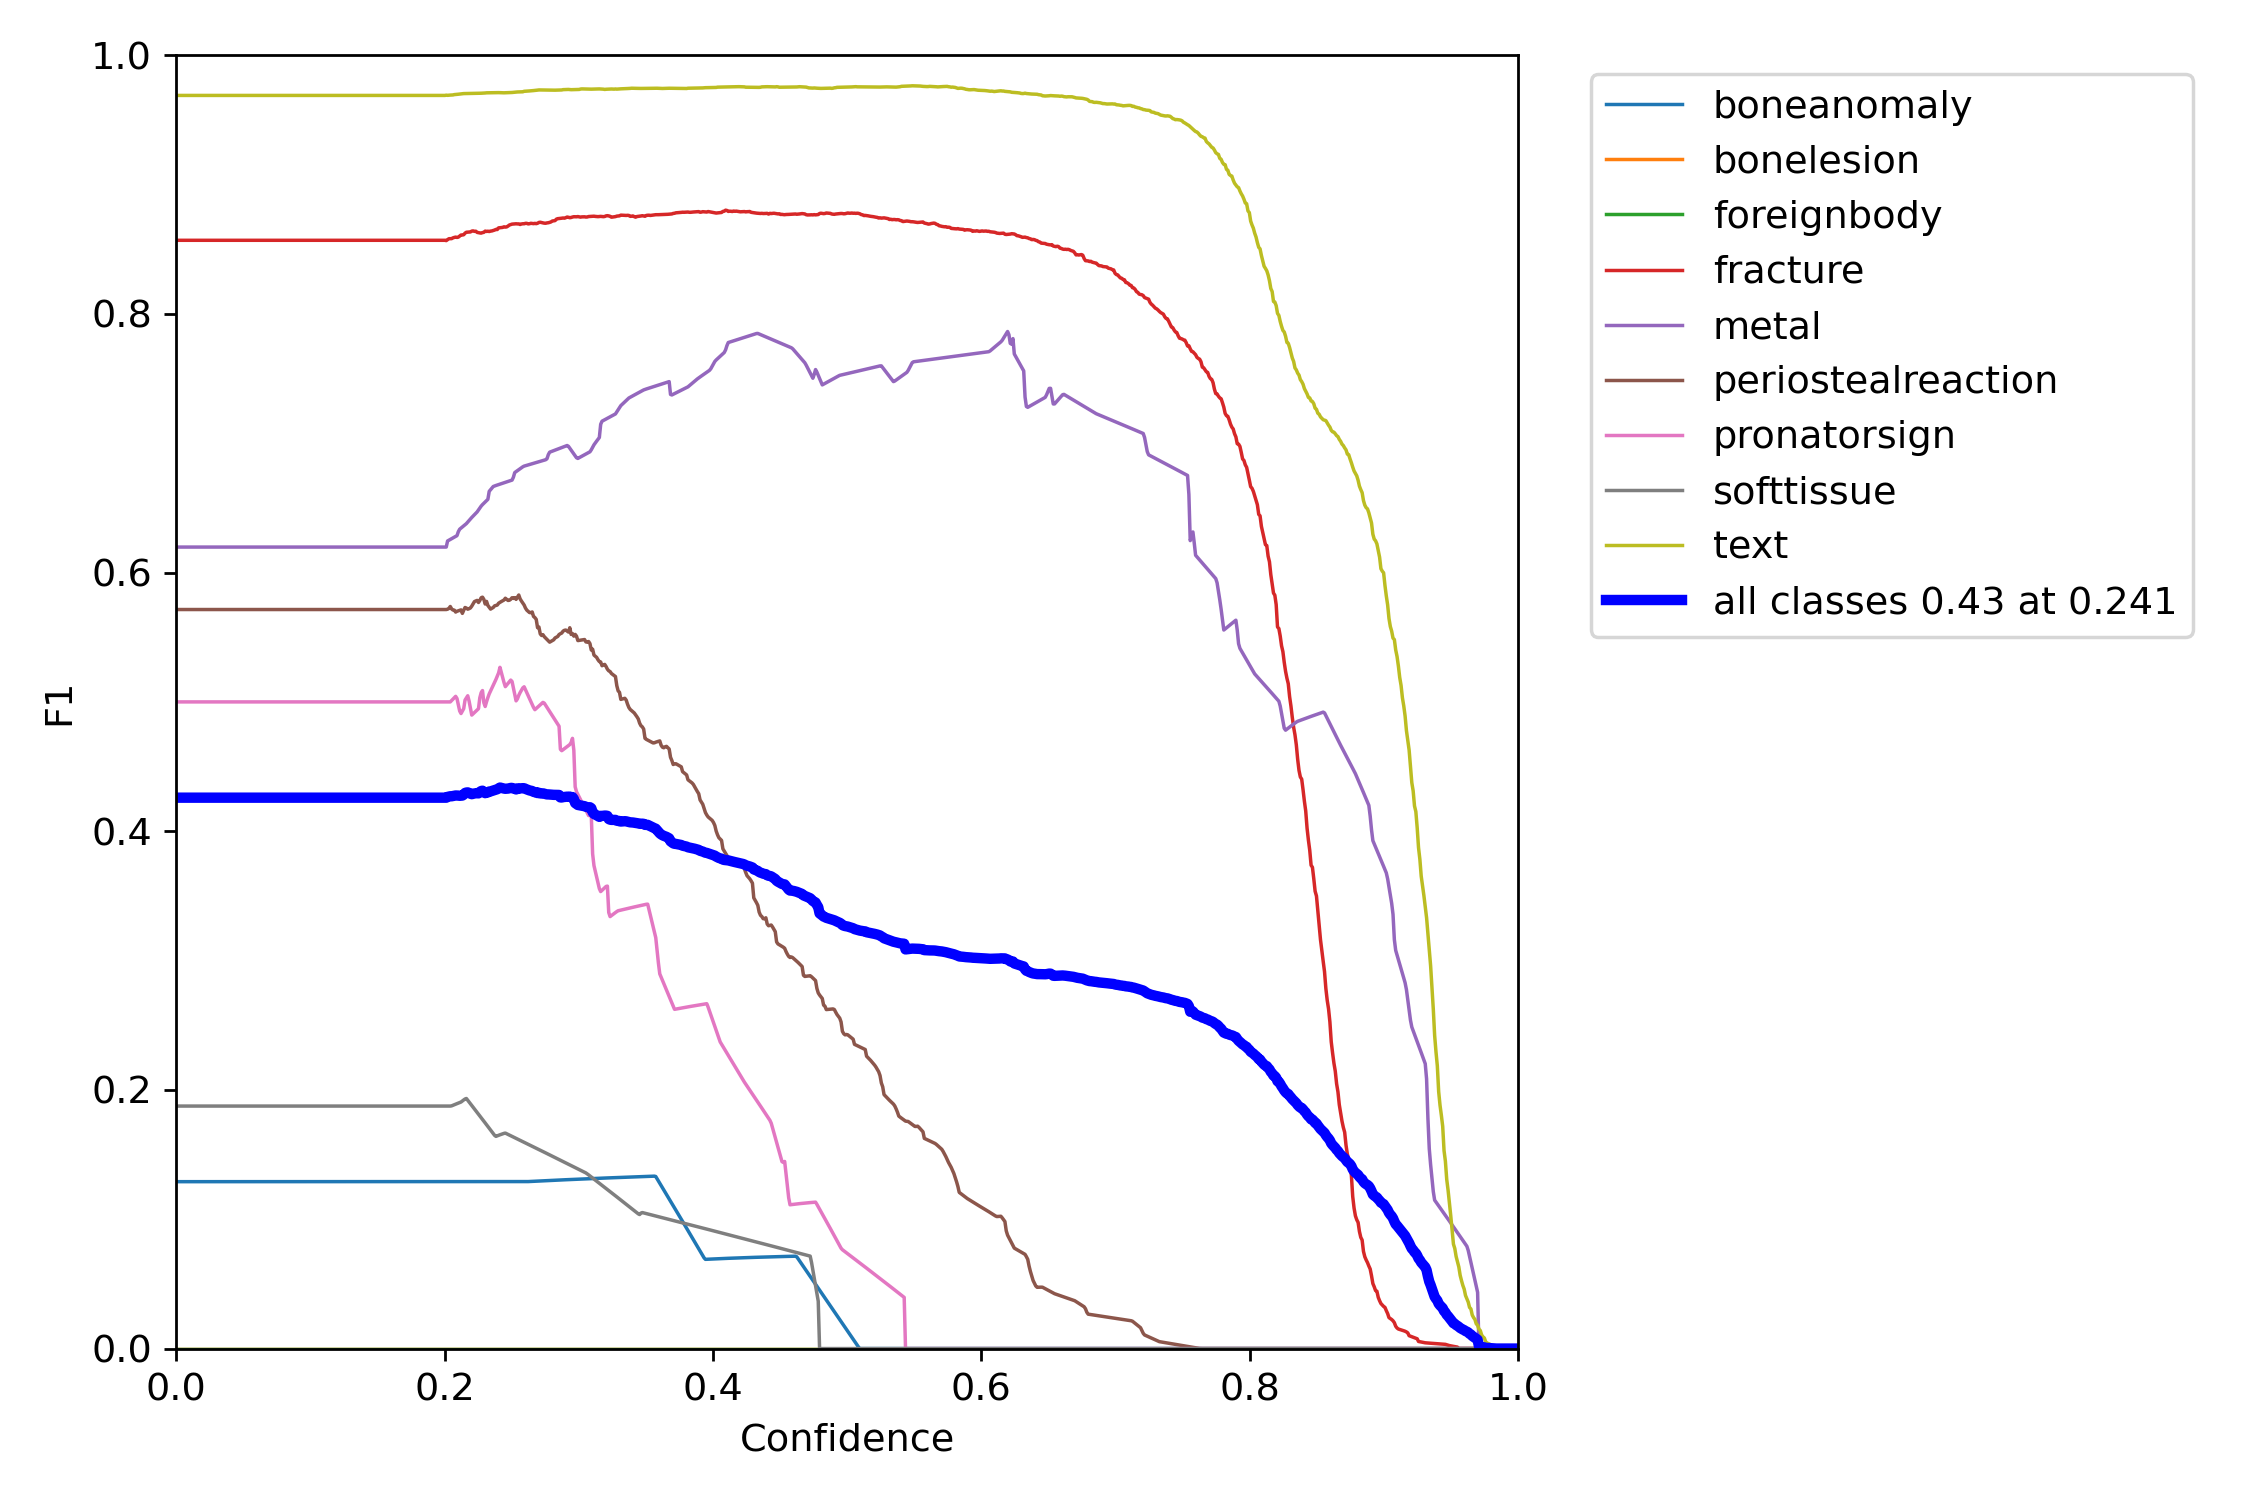 1.0
0.8
0.6
0.4
0.2
0.0
F1
0.0 0.2 0.4 0.6 0.8 1.0
Confidence
boneanomaly
bonelesion
foreignbody
fracture
metal
periostealreaction
pronatorsign
softtissue
text
all classes 0.43 at 0.241